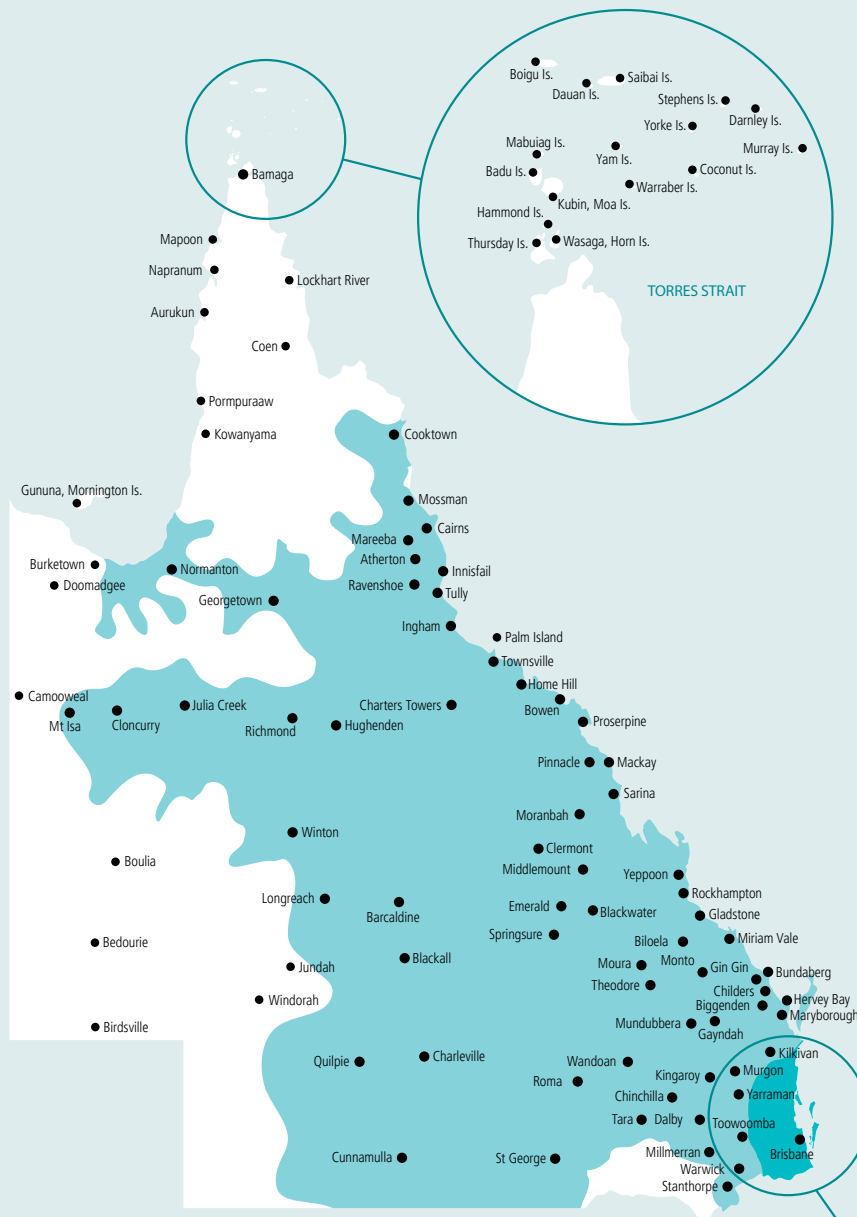 Boigu Is.
Saibai Is.
Dauan Is.
Stephens Is.
Darnley Is.
Yorke Is.
Mabuiag Is.
Yam Is.
Murray Is.
Badu Is.
Coconut Is.
Warraber Is.
Kubin, Moa Is.
Hammond Is.
Thursday Is.
Wasaga, Horn Is.
TORRES STRAIT
Bamaga
Mapoon
Napranum
Lockhart River
Aurukun
Coen
Pormpuraaw
Kowanyama
Cooktown
Gununa, Mornington Is.
Mossman
Cairns
Mareeba
Atherton
Burketown
Normanton
Innisfail
Doomadgee
Ravenshoe
Tully
Georgetown
Ingham
Palm Island
Townsville
Home Hill
Camooweal
Julia Creek
Charters Towers
Bowen
Mt Isa
Cloncurry
Richmond
Hughenden
Proserpine
Pinnacle
Mackay
Sarina
Moranbah
Winton
Clermont
Boulia
Middlemount
Yeppoon
Rockhampton
Longreach
Barcaldine
Emerald
Blackwater
Gladstone
Springsure
Miriam Vale
Bedourie
Biloela
Blackall
Jundah
Moura
Monto
Gin Gin
Bundaberg
Theodore
Childers
Windorah
Hervey Bay
Biggenden
Maryborough
Birdsville
Mundubbera
Gayndah
Kilkivan
Charleville
Quilpie
Wandoan
Murgon
Roma
Kingaroy
Yarraman
Chinchilla
Tara
Dalby
Toowoomba
Brisbane
Millmerran
Cunnamulla
St George
Warwick
Stanthorpe